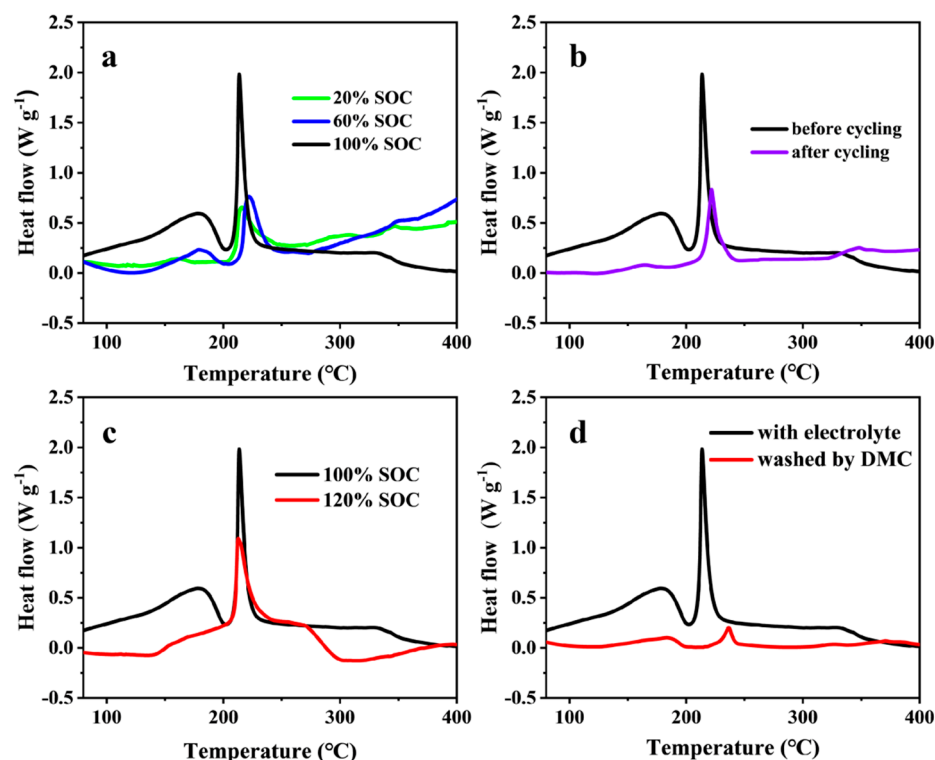 a
20% SOC
60% SOC
100% SOC
Heat flow (W g⁻¹)
2.5
2.0
1.5
1.0
0.5
0.0
-0.5
100
200
300
400
Temperature (℃)
b
before cycling
after cycling
Heat flow (W g⁻¹)
2.5
2.0
1.5
1.0
0.5
0.0
-0.5
100
200
300
400
Temperature (℃)
c
100% SOC
120% SOC
Heat flow (W g⁻¹)
2.5
2.0
1.5
1.0
0.5
0.0
-0.5
100
200
300
400
Temperature (℃)
d
with electrolyte
washed by DMC
Heat flow (W g⁻¹)
2.5
2.0
1.5
1.0
0.5
0.0
-0.5
100
200
300
400
Temperature (℃)